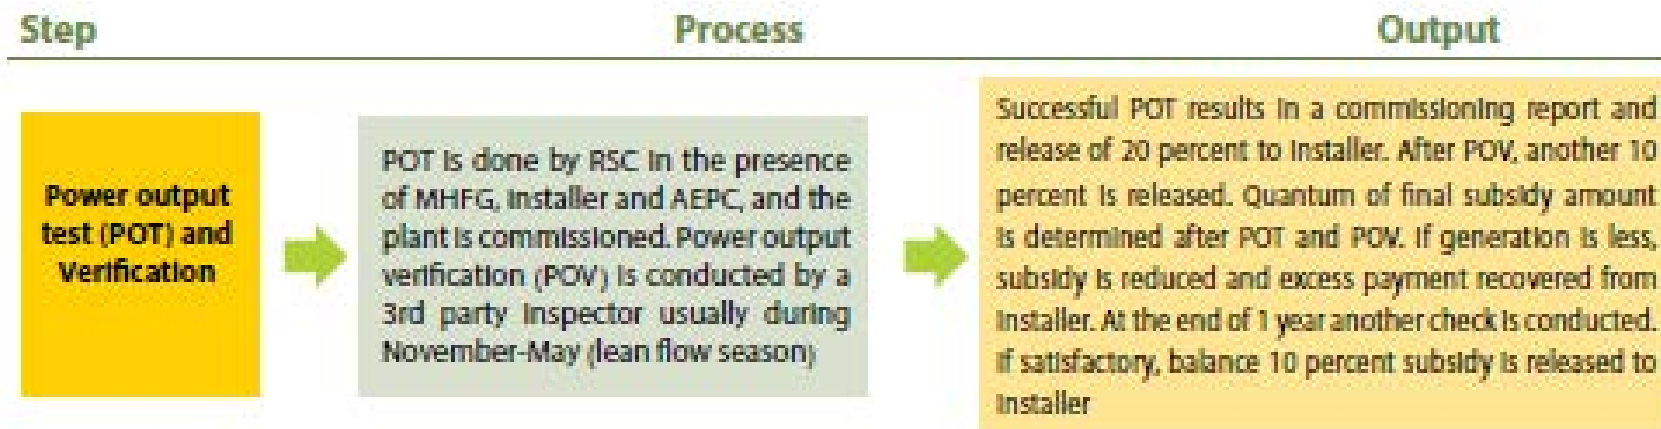 Step
Process
Output
Power output
test (POT) and
Verification
POT is done by RSC in the presence
of MHFG, Installer and AEPC, and the
plant is commissioned. Power output
verification (POV) is conducted by a
3rd party inspector usually during
November-May (lean flow season)
Successful POT results in a commissioning report and
release of 20 percent to Installer. After POV, another 10
percent is released. Quantum of final subsidy amount
is determined after POT and POV. If generation is less,
subsidy is reduced and excess payment recovered from
Installer. At the end of 1 year another check is conducted.
If satisfactory, balance 10 percent subsidy is released to
Installer